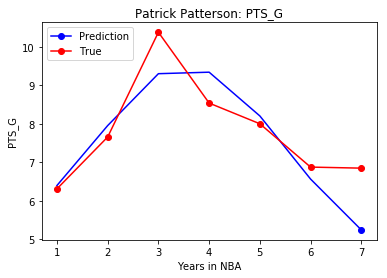 Patrick Patterson: PTS_G
Prediction
True
PTS_G
10
9
8
7
6
5
1 2 3 4 5 6 7
Years in NBA